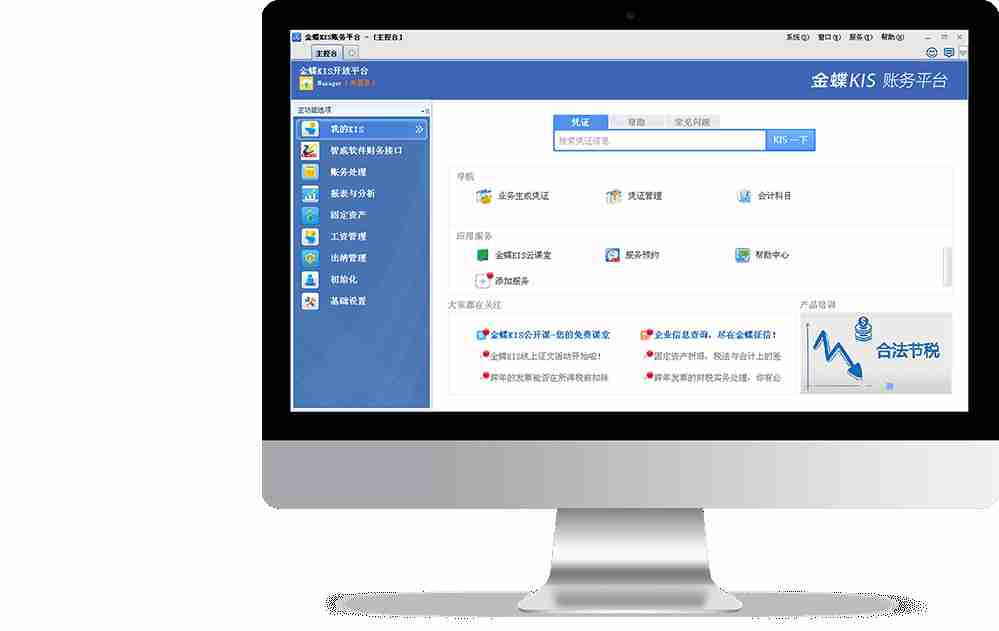 金蝶KIS账务平台 - [主控台]
系统(S) 窗口(W) 服务(T) 帮助(H)
主控台
金蝶KIS开放平台
Manager
金蝶KIS 账务平台
主功能选项
我的KIS
智成软件财务接口
账务处理
报表与分析
固定资产
工资管理
出纳管理
初始化
基础设置
凭证 帮助 常见问题
搜索凭证信息 KIS 一下
导航
业务生成凭证 凭证管理 会计科目
应用服务
金蝶KIS云课堂 服务预约 帮助中心
添加服务
大家都在关注
金蝶KIS公开课-您的免费课堂 企业信息查询，尽在金蝶征信！
金蝶KIS线上征文活动开始啦！ 固定资产折旧，税法与会计上的差
跨年的发票能否在所得税前扣除 跨年发票的财税实务处理，你有必
产品培训
合法节税